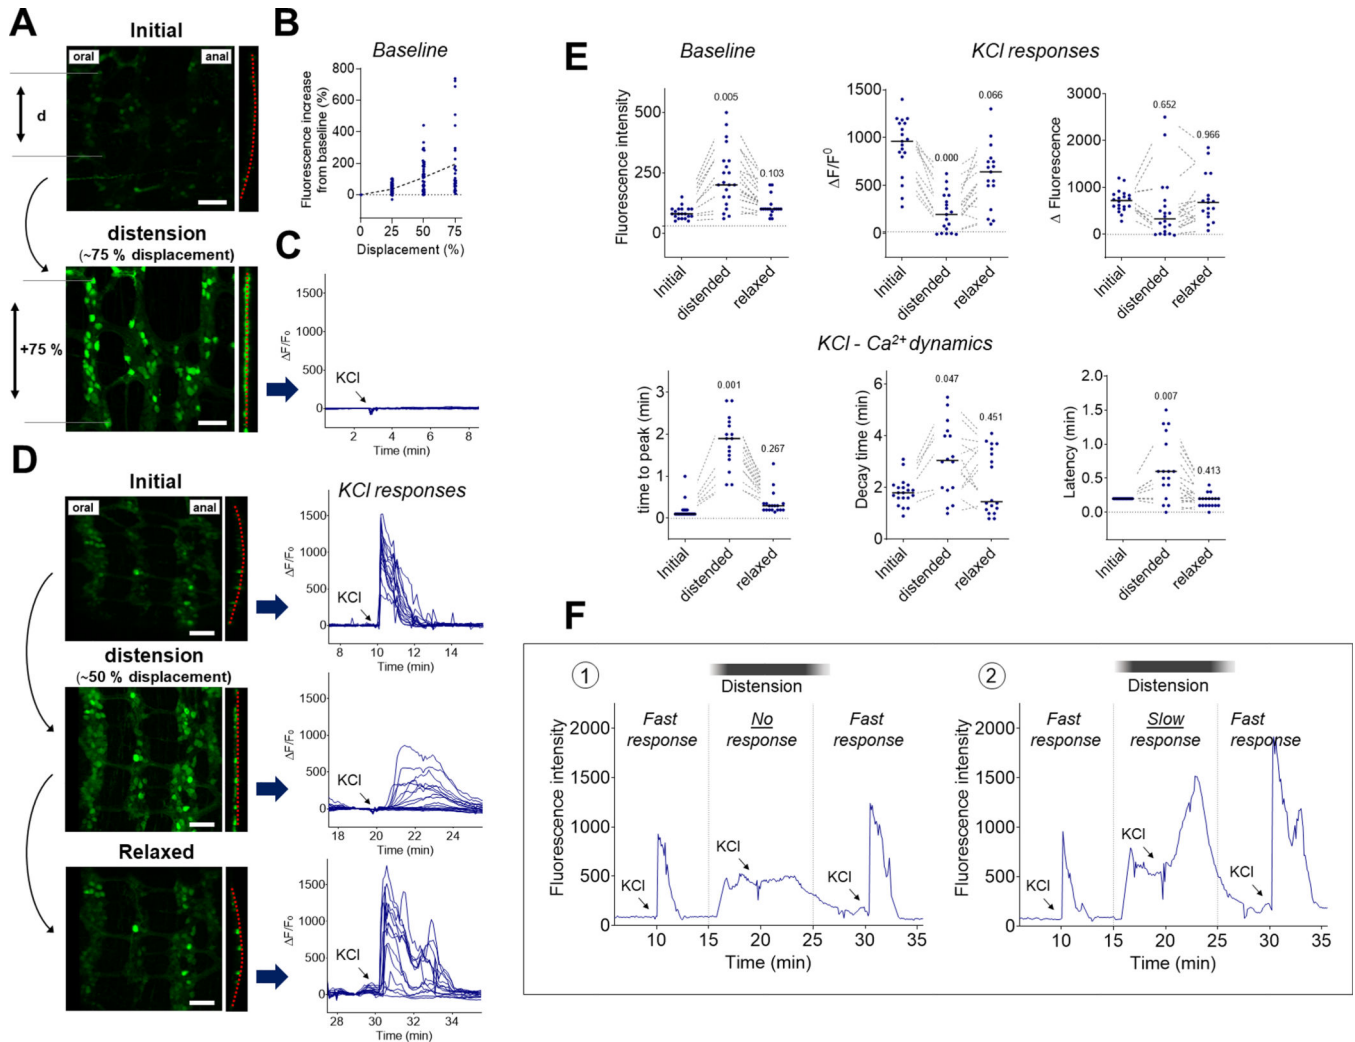 A
Initial
oral
anal
d
distension
(~75 % displacement)
+75 %
B
Baseline
Fluorescence increase
from baseline (%)
800
600
400
200
0
0
25
50
75
Displacement (%)
C
ΔF/F₀
1500
1000
500
0
KCl
2
4
6
8
Time (min)
D
Initial
oral
anal
distension
(~50 % displacement)
Relaxed
KCl responses
ΔF/F₀
1500
1000
500
0
KCl
8
10
12
14
Time (min)
ΔF/F₀
1500
1000
500
0
KCl
18
20
22
24
Time (min)
ΔF/F₀
1500
1000
500
0
KCl
28
30
32
34
Time (min)
E
Baseline
KCl responses
Fluorescence intensity
500
250
0
0.005
0.103
Initial
distended
relaxed
ΔF/F⁰
1500
1000
500
0
0.000
0.066
Initial
distended
relaxed
Δ Fluorescence
3000
2000
1000
0
0.652
0.966
Initial
distended
relaxed
KCl - Ca²⁺ dynamics
time to peak (min)
3
2
1
0
0.001
0.267
Initial
distended
relaxed
Decay time (min)
6
4
2
0
0.047
0.451
Initial
distended
relaxed
Latency (min)
2.0
1.5
1.0
0.5
0.0
0.007
0.413
Initial
distended
relaxed
F
1
Distension
Fast
response
No
response
Fast
response
Fluorescence intensity
2000
1500
1000
500
0
KCl
KCl
KCl
10
15
20
25
30
35
Time (min)
2
Distension
Fast
response
Slow
response
Fast
response
Fluorescence intensity
2000
1500
1000
500
0
KCl
KCl
KCl
10
15
20
25
30
35
Time (min)